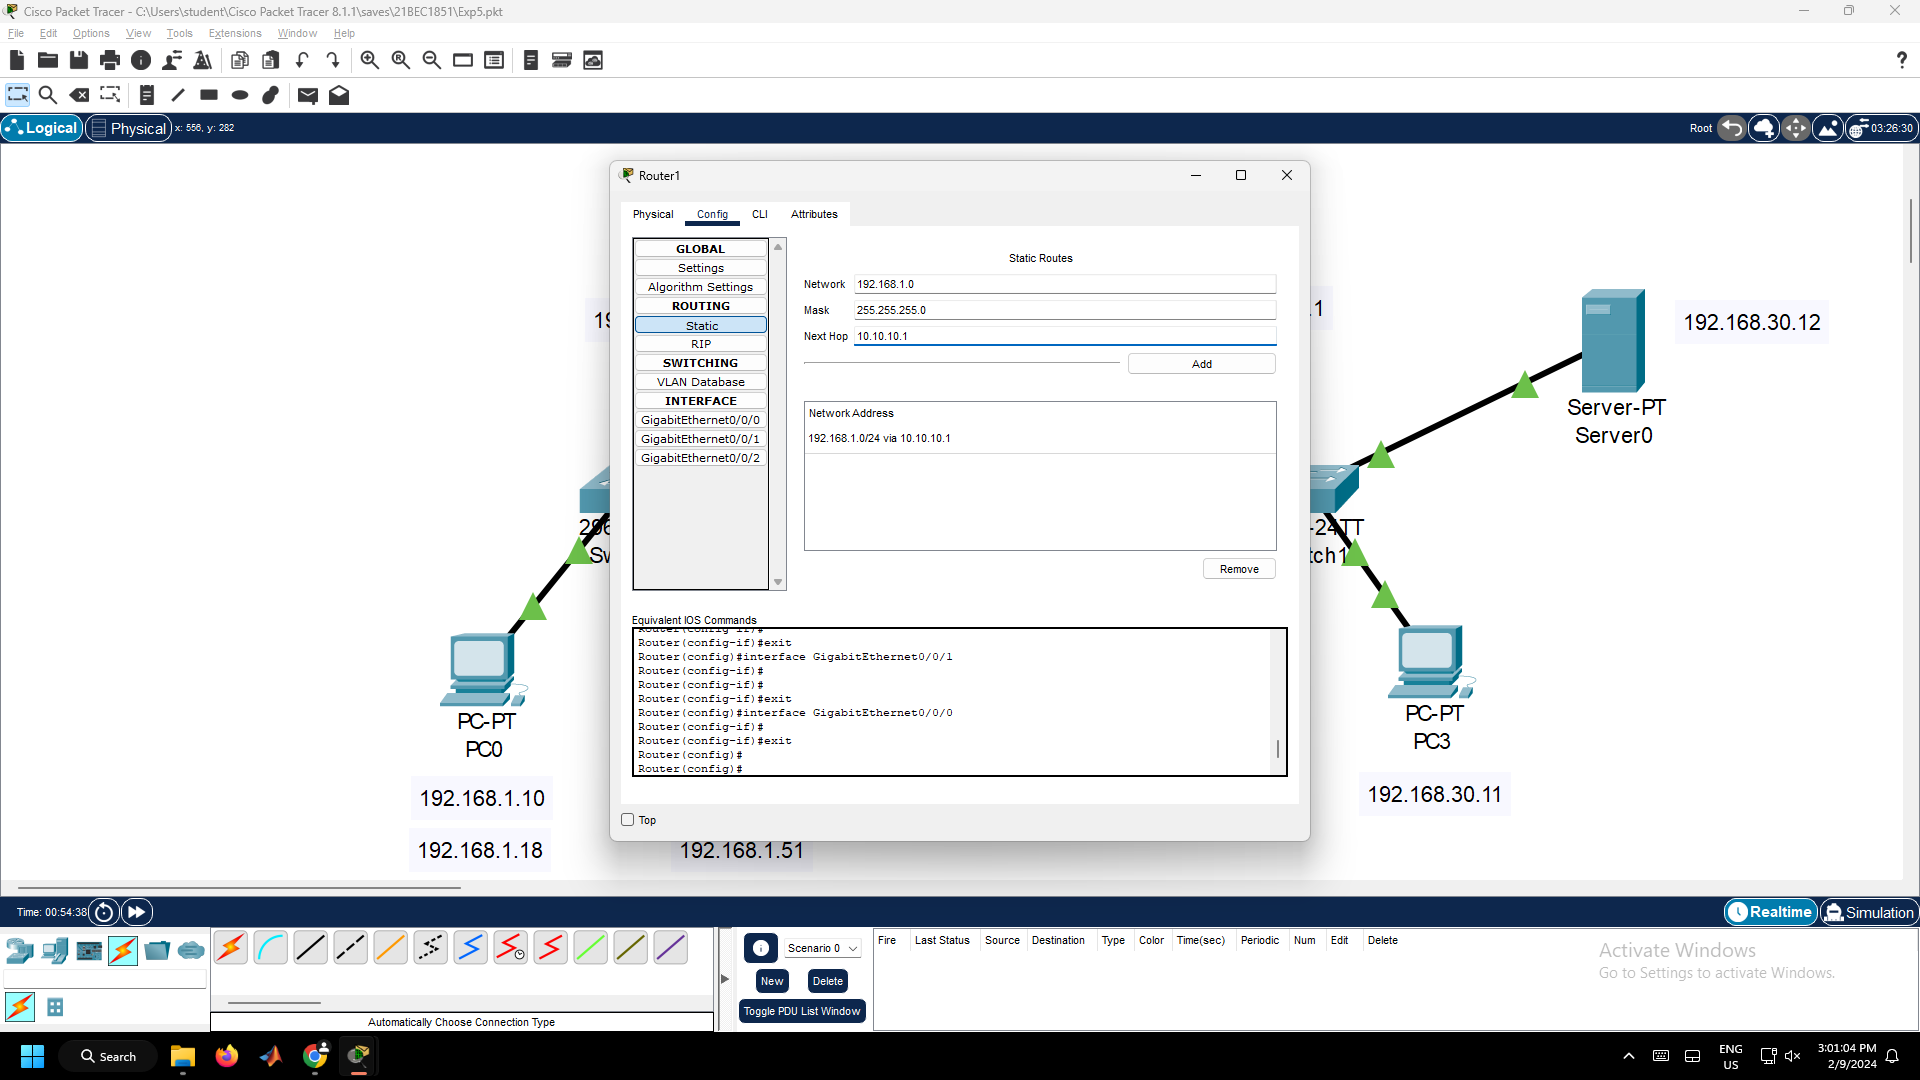 Cisco Packet Tracer - C:\Users\student\Cisco Packet Tracer 8.1.1\saves\21BEC1851\Exp5.pkt
File Edit Options View Tools Extensions Window Help
Logical Physical x: 556, y: 282 Root 03:26:30
Router1
Physical Config CLI Attributes
GLOBAL
Settings
Algorithm Settings
ROUTING
Static
RIP
SWITCHING
VLAN Database
INTERFACE
GigabitEthernet0/0/0
GigabitEthernet0/0/1
GigabitEthernet0/0/2
Static Routes
Network 192.168.1.0
Mask 255.255.255.0
Next Hop 10.10.10.1
Add
Network Address
192.168.1.0/24 via 10.10.10.1
Remove
Equivalent IOS Commands
Router(config-if)#
Router(config-if)#exit
Router(config)#interface GigabitEthernet0/0/1
Router(config-if)#
Router(config-if)#
Router(config-if)#exit
Router(config)#interface GigabitEthernet0/0/0
Router(config-if)#
Router(config-if)#exit
Router(config)#
Router(config)#
Top
19
296
Sw
PC-PT
PC0
192.168.1.10
192.168.1.18
192.168.1.51
.1
192.168.30.12
Server-PT
Server0
-24TT
tch1
PC-PT
PC3
192.168.30.11
Time: 00:54:38 Realtime Simulation
Automatically Choose Connection Type
Scenario 0
New Delete
Toggle PDU List Window
Fire Last Status Source Destination Type Color Time(sec) Periodic Num Edit Delete
Activate Windows
Go to Settings to activate Windows.
Search
ENG
US
3:01:04 PM
2/9/2024